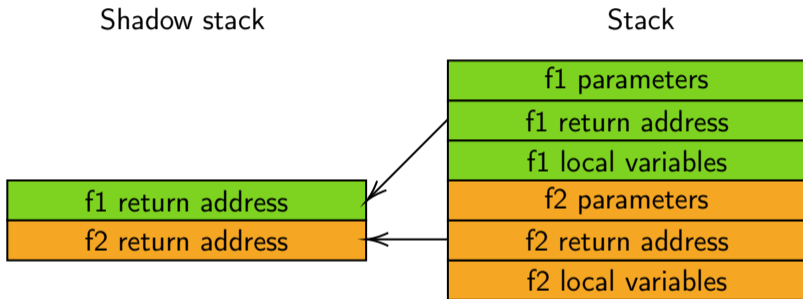 Shadow stack
Stack
f1 parameters
f1 return address
f1 local variables
f1 return address
f2 parameters
f2 return address
f2 return address
f2 local variables